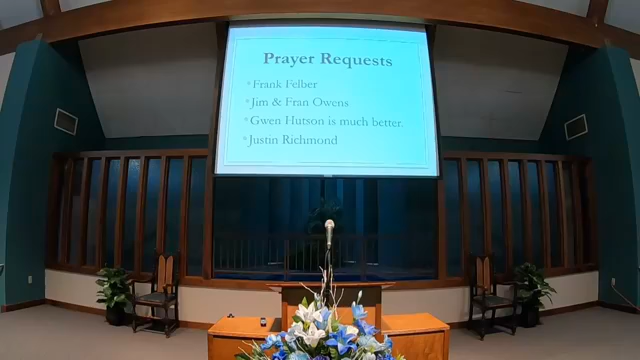 Prayer Requests
Frank Felber
Jim & Fran Owens
Gwen Hutson is much better.
Justin Richmond